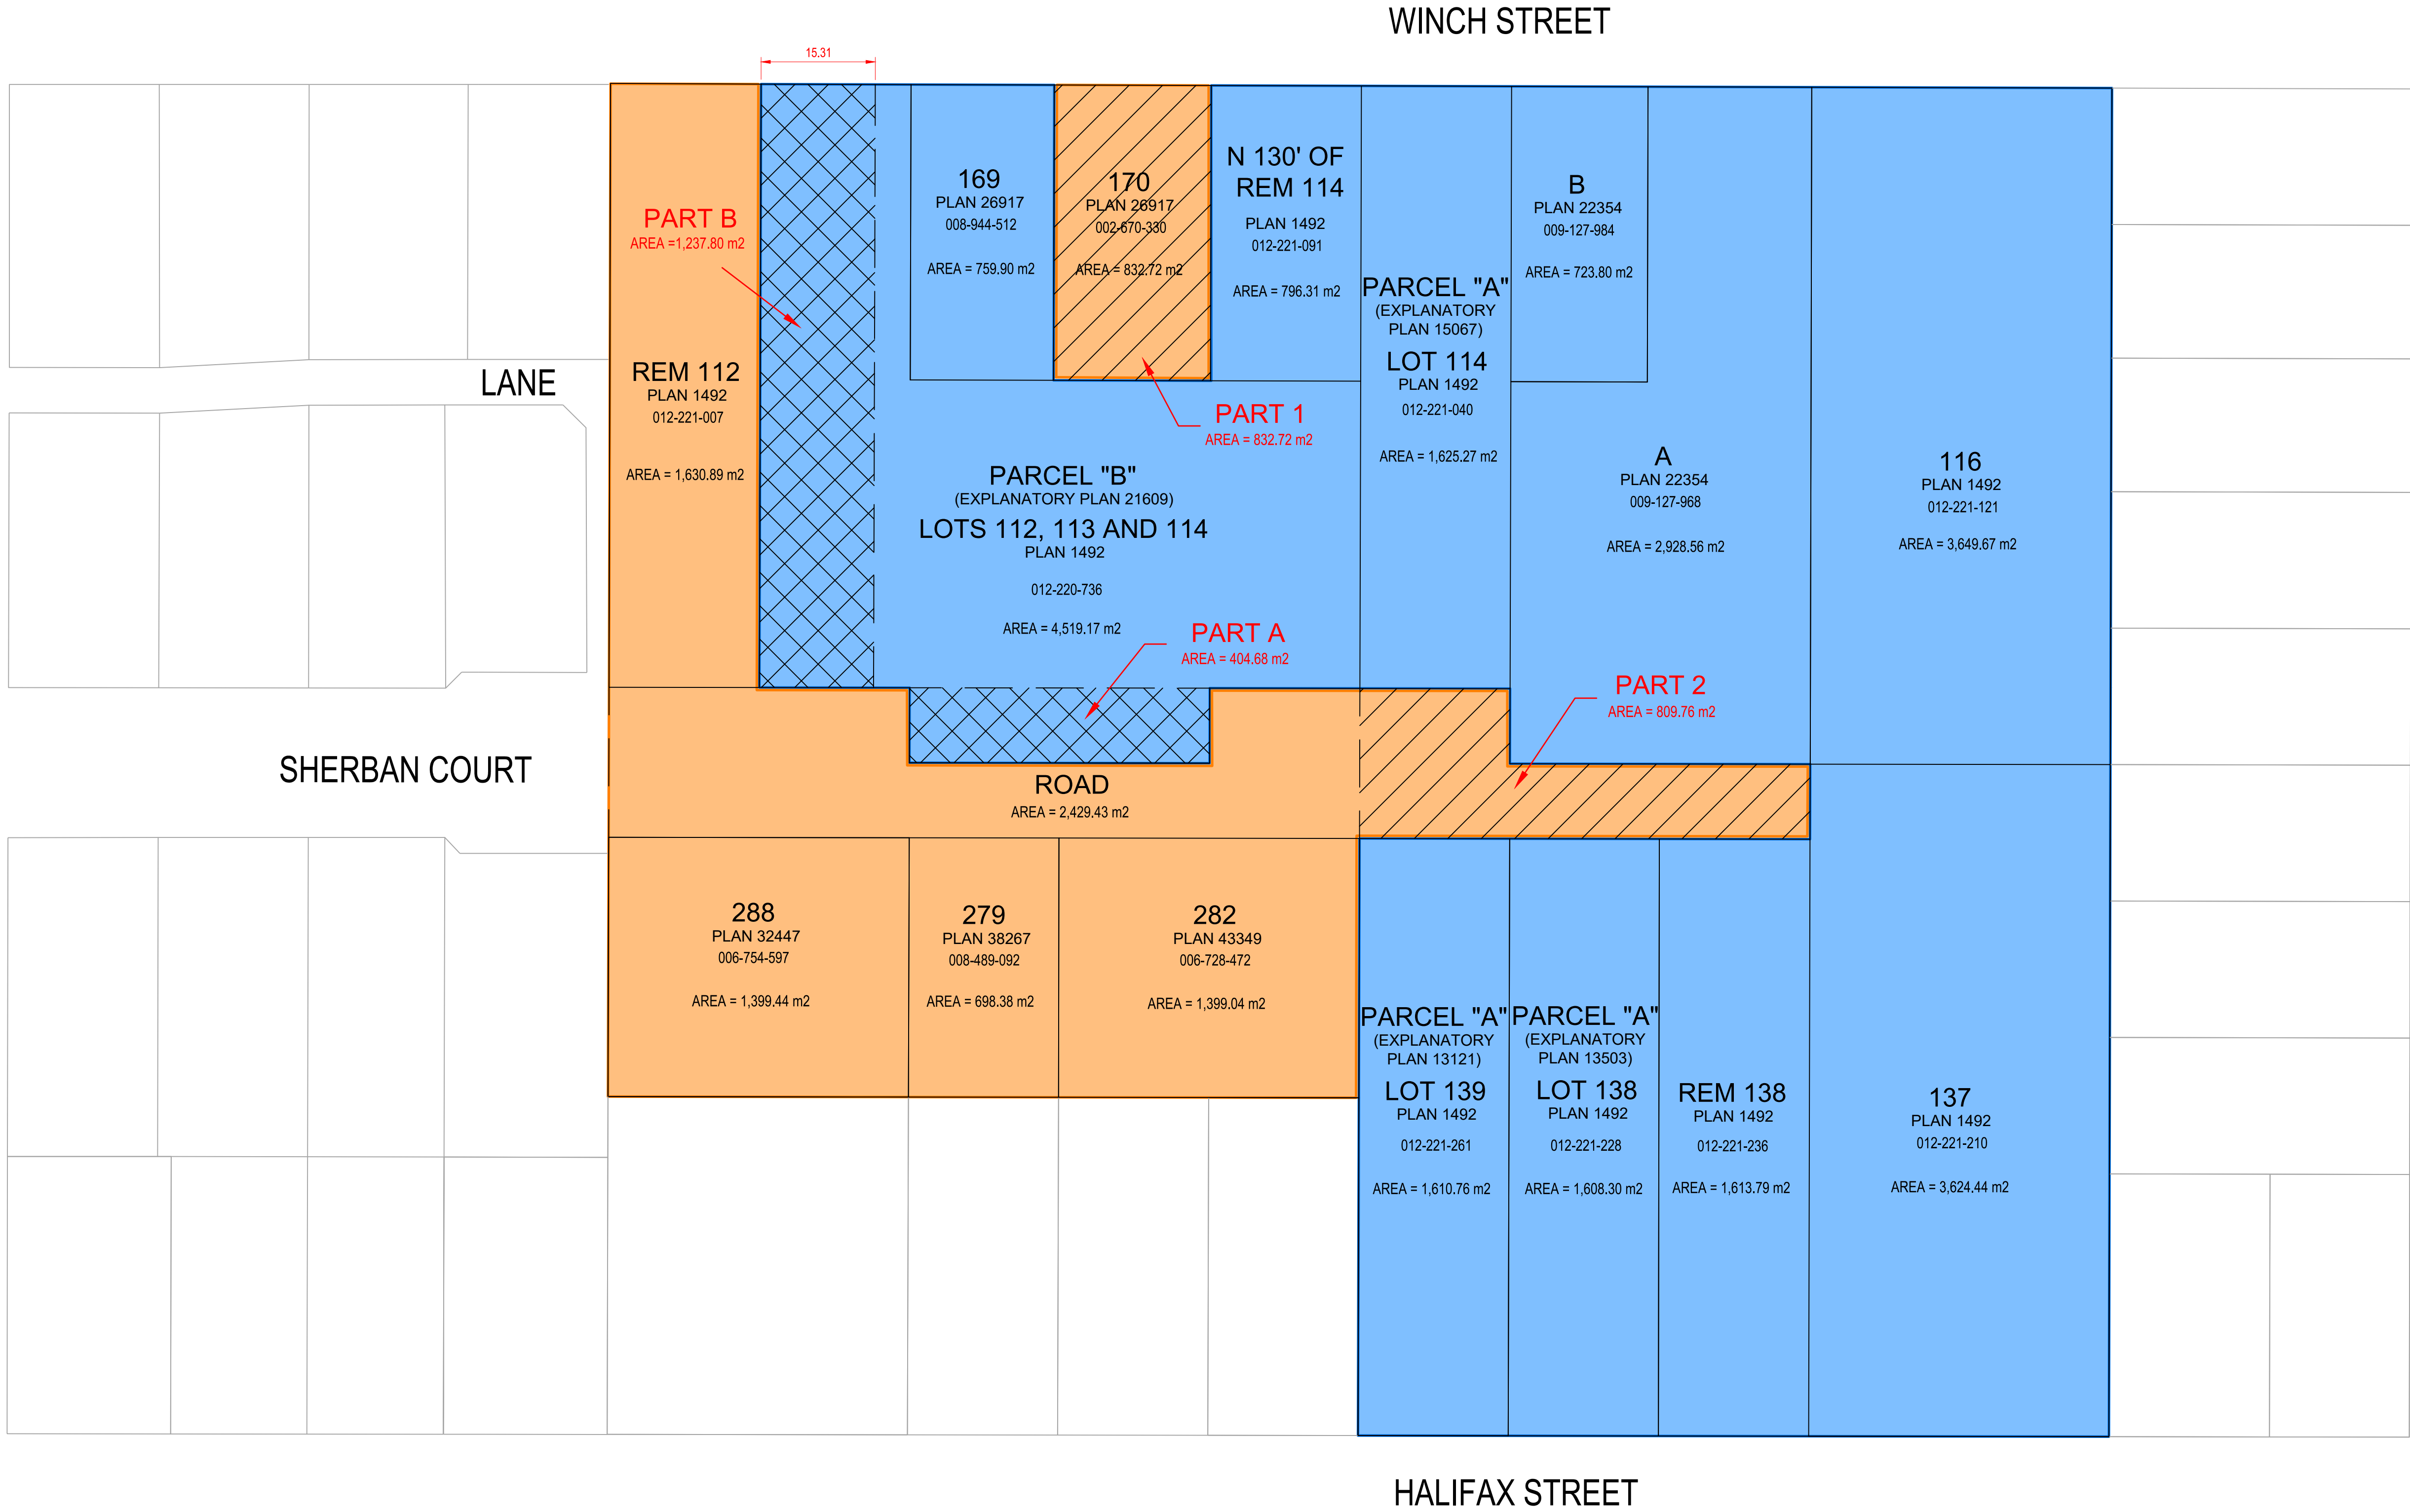 WINCH STREET
15.31
PART B
AREA =1,237.80 m2
REM 112
PLAN 1492
012-221-007
AREA = 1,630.89 m2
169
PLAN 26917
008-944-512
AREA = 759.90 m2
170
PLAN 26917
002-670-330
AREA = 832.72 m2
N 130' OF
REM 114
PLAN 1492
012-221-091
AREA = 796.31 m2
PARCEL "A"
(EXPLANATORY
PLAN 15067)
LOT 114
PLAN 1492
012-221-040
AREA = 1,625.27 m2
B
PLAN 22354
009-127-984
AREA = 723.80 m2
LANE
PART 1
AREA = 832.72 m2
PARCEL "B"
(EXPLANATORY PLAN 21609)
LOTS 112, 113 AND 114
PLAN 1492
012-220-736
AREA = 4,519.17 m2
A
PLAN 22354
009-127-968
AREA = 2,928.56 m2
116
PLAN 1492
012-221-121
AREA = 3,649.67 m2
PART A
AREA = 404.68 m2
PART 2
AREA = 809.76 m2
SHERBAN COURT
ROAD
AREA = 2,429.43 m2
288
PLAN 32447
006-754-597
AREA = 1,399.44 m2
279
PLAN 38267
008-489-092
AREA = 698.38 m2
282
PLAN 43349
006-728-472
AREA = 1,399.04 m2
PARCEL "A"
(EXPLANATORY
PLAN 13121)
LOT 139
PLAN 1492
012-221-261
AREA = 1,610.76 m2
PARCEL "A"
(EXPLANATORY
PLAN 13503)
LOT 138
PLAN 1492
012-221-228
AREA = 1,608.30 m2
REM 138
PLAN 1492
012-221-236
AREA = 1,613.79 m2
137
PLAN 1492
012-221-210
AREA = 3,624.44 m2
HALIFAX STREET